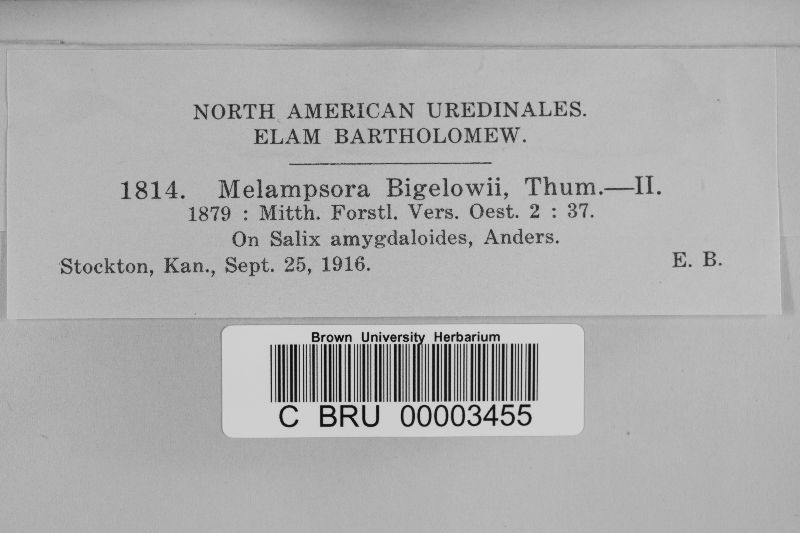 NORTH AMERICAN UREDINALES.
ELAM BARTHOLOMEW.
1814. Melampsora Bigelowii, Thum.—II.
1879 : Mitth. Forstl. Vers. Oest. 2 : 37.
On Salix amygdaloides, Anders.
Stockton, Kan., Sept. 25, 1916. E. B.
Brown University Herbarium
C BRU 00003455